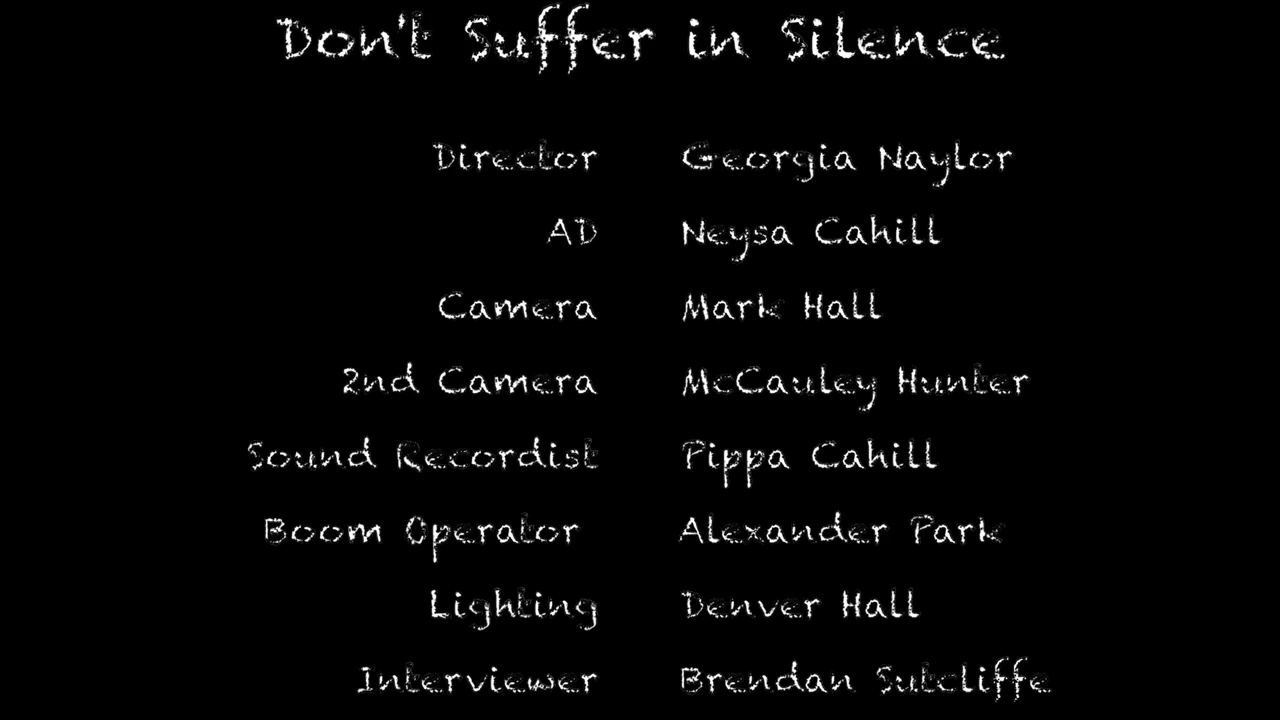 Don't Suffer in Silence
Director Georgia Naylor
AD Neysa Cahill
Camera Mark Hall
2nd Camera McCauley Hunter
Sound Recordist Pippa Cahill
Boom Operator Alexander Park
Lighting Denver Hall
Interviewer Brendan Sutcliffe